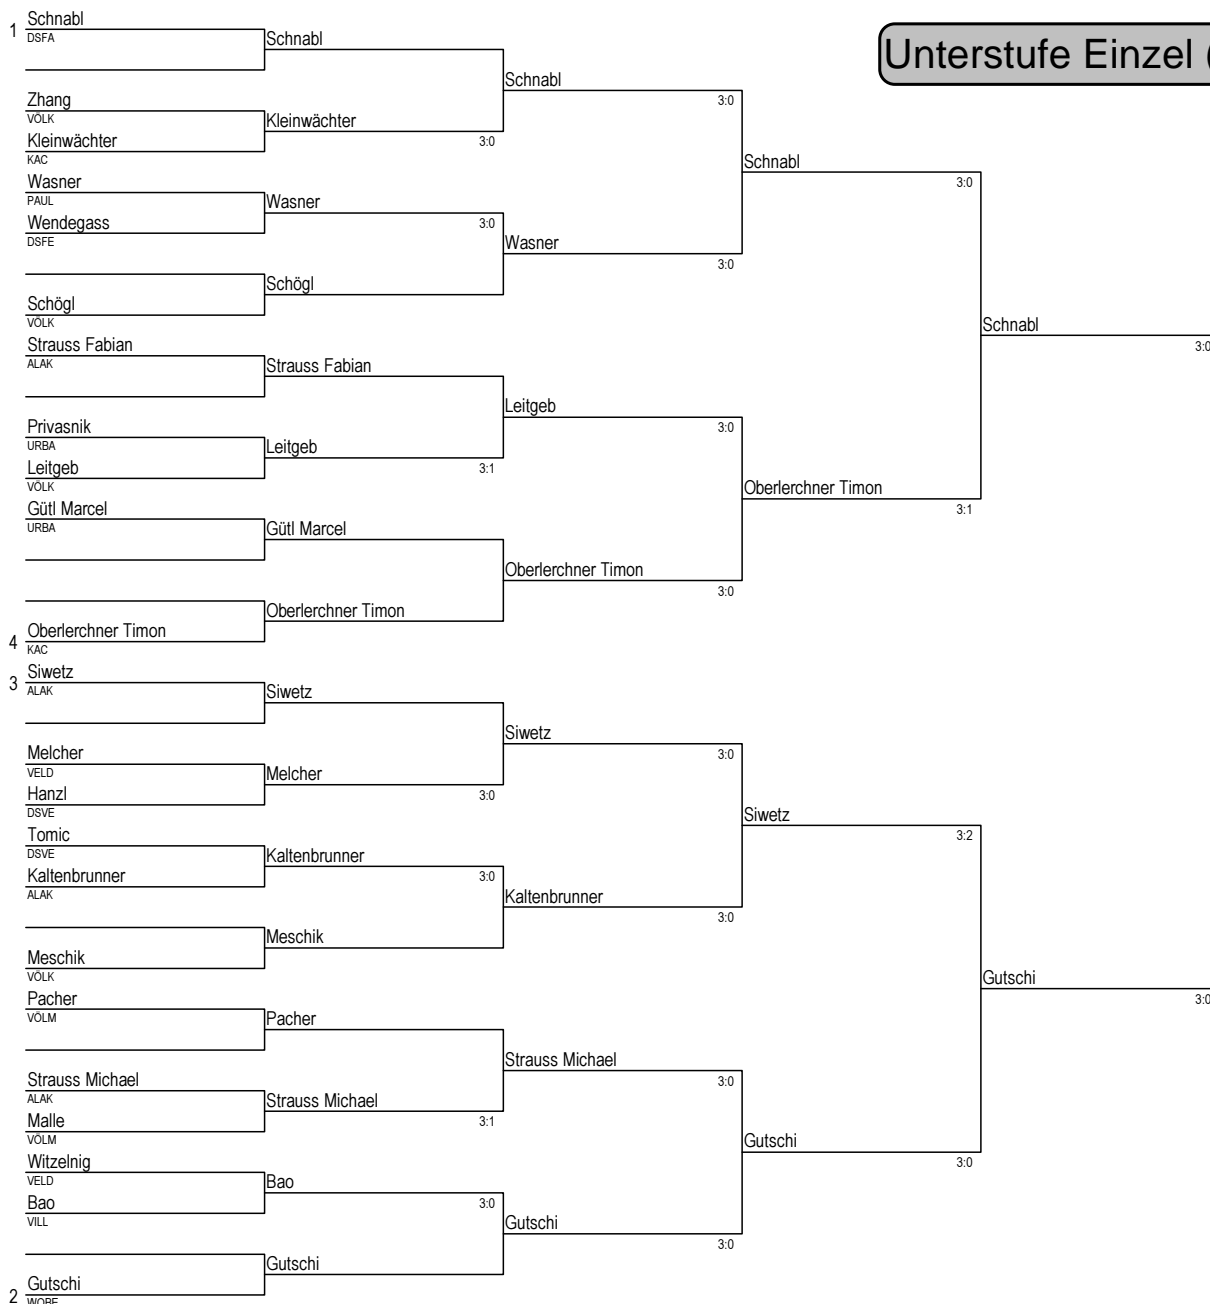 1
Schnabl
DSFA
Zhang
VÖLK
Kleinwächter
KAC
Wasner
PAUL
Wendegass
DSFE
Schögl
VÖLK
Strauss Fabian
ALAK
Privasnik
URBA
Leitgeb
VÖLK
Gütl Marcel
URBA
4
Oberlerchner Timon
KAC
3
Siwetz
ALAK
Melcher
VELD
Hanzl
DSVE
Tomic
DSVE
Kaltenbrunner
ALAK
Meschik
VÖLK
Pacher
VÖLM
Strauss Michael
ALAK
Malle
VÖLM
Witzelnig
VELD
Bao
VILL
2
Gutschi
Schnabl
Kleinwächter
3:0
Wasner
3:0
Schögl
Strauss Fabian
Leitgeb
3:1
Gütl Marcel
Oberlerchner Timon
Siwetz
Melcher
3:0
Kaltenbrunner
3:0
Meschik
Pacher
Strauss Michael
3:1
Bao
3:0
Gutschi
Schnabl
3:0
Wasner
3:0
Leitgeb
3:0
Oberlerchner Timon
3:0
Siwetz
3:0
Kaltenbrunner
3:0
Strauss Michael
3:0
Gutschi
3:0
Schnabl
3:0
Oberlerchner Timon
3:1
Siwetz
3:2
Gutschi
3:0
Unterstufe Einzel (
Schnabl
3:0
Gutschi
3:0